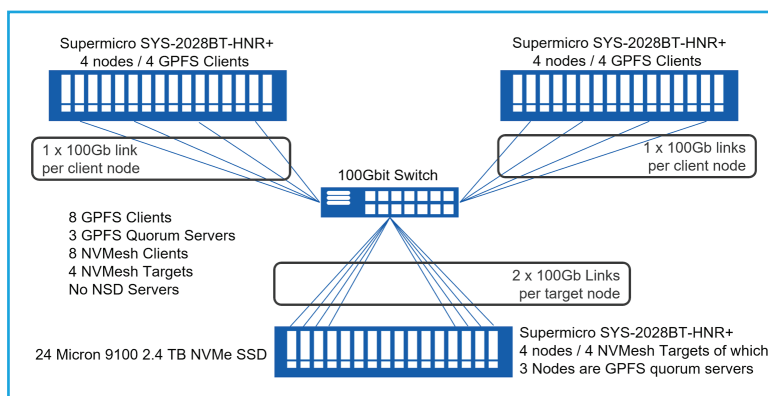 Supermicro SYS-2028BT-HNR+
4 nodes / 4 GPFS Clients
Supermicro SYS-2028BT-HNR+
4 nodes / 4 GPFS Clients
1 x 100Gb link
per client node
1 x 100Gb links
per client node
100Gbit Switch
8 GPFS Clients
3 GPFS Quorum Servers
8 NVMesh Clients
4 NVMesh Targets
No NSD Servers
2 x 100Gb Links
per target node
24 Micron 9100 2.4 TB NVMe SSD
Supermicro SYS-2028BT-HNR+
4 nodes / 4 NVMesh Targets of which
3 Nodes are GPFS quorum servers